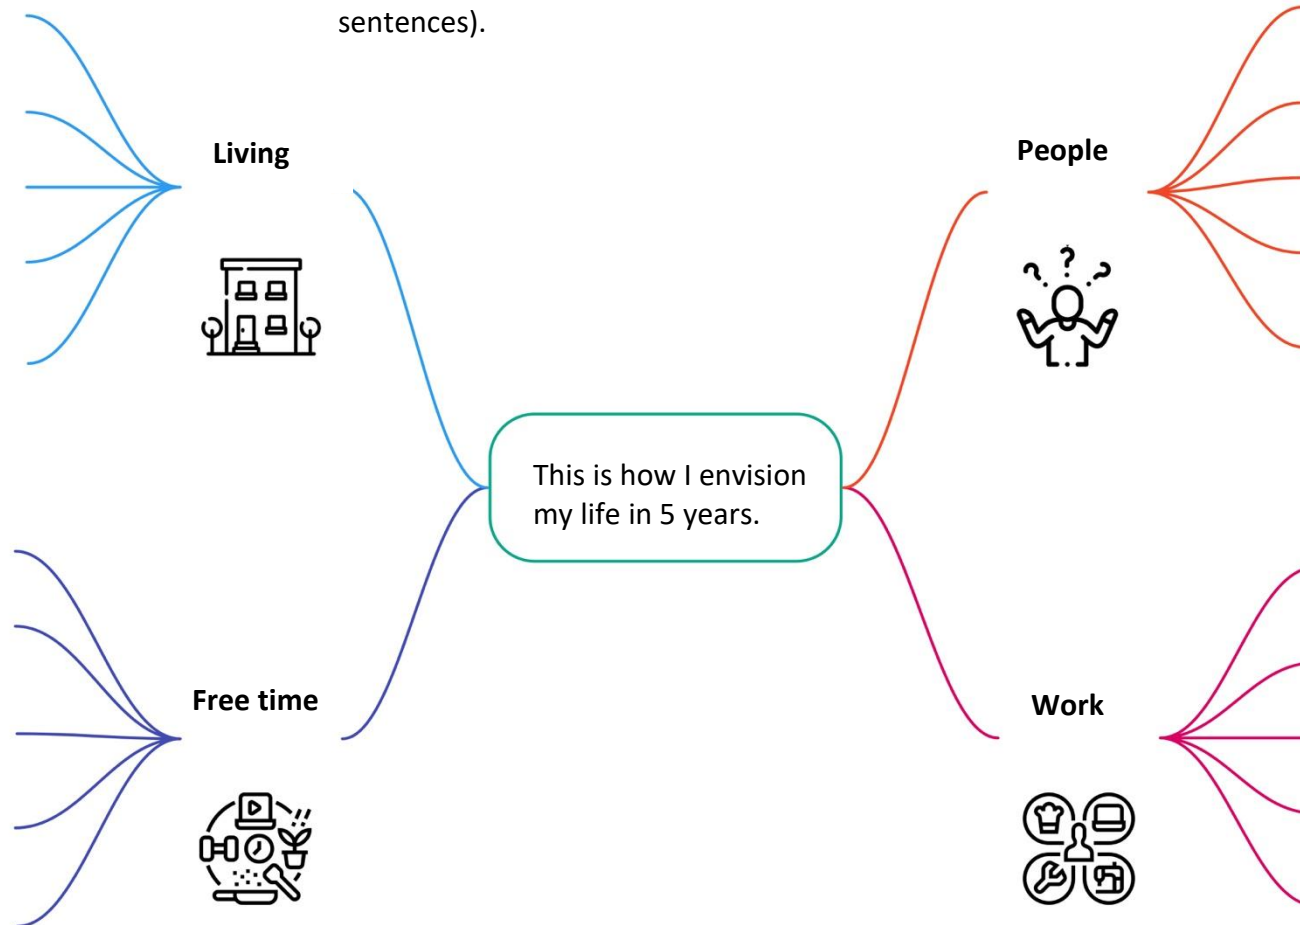 sentences).
Living
People
This is how I envision
my life in 5 years.
Free time
Work